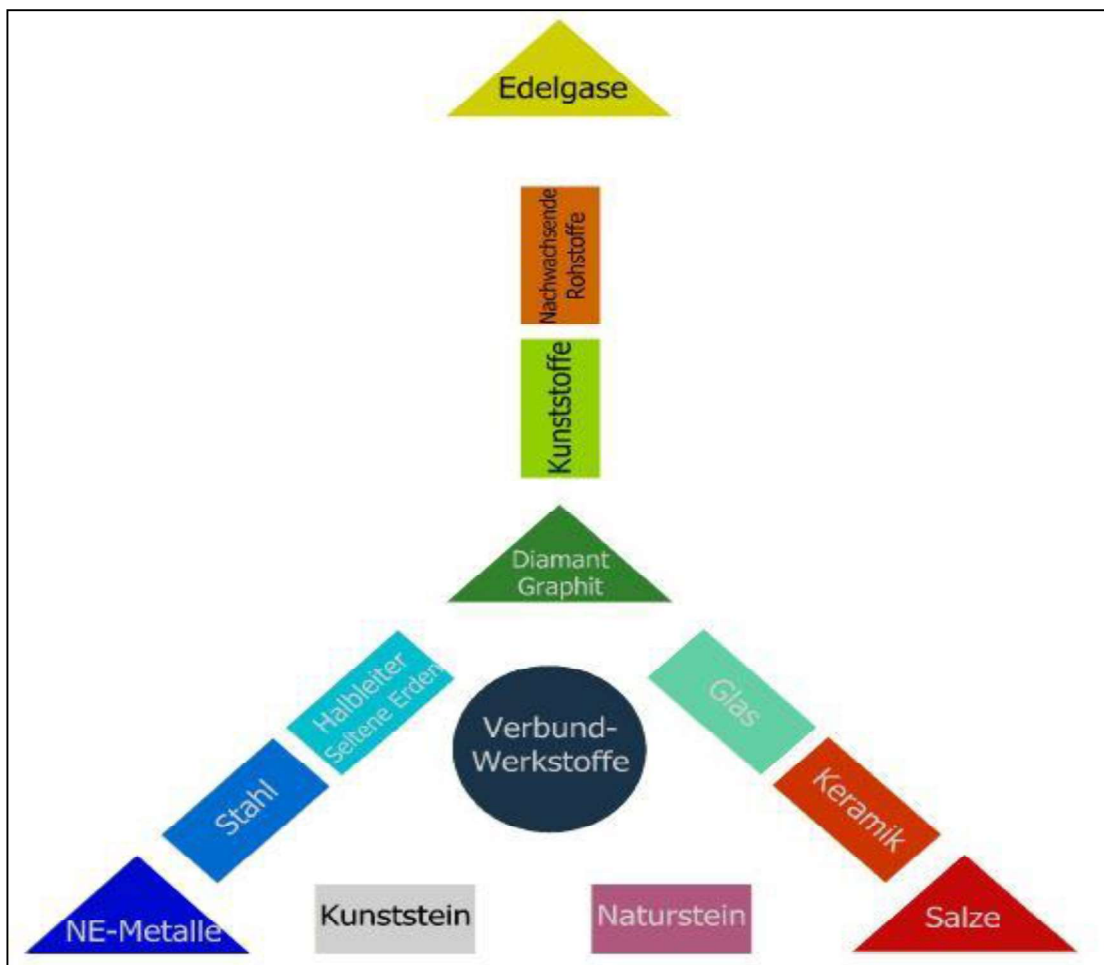 Edelgase
Nachwachsende
Rohstoffe
Kunststoffe
Diamant
Graphit
Halbleiter
Seltene Erden
Glas
Verbund-
Werkstoffe
Stahl
Keramik
NE-Metalle
Kunststein
Naturstein
Salze